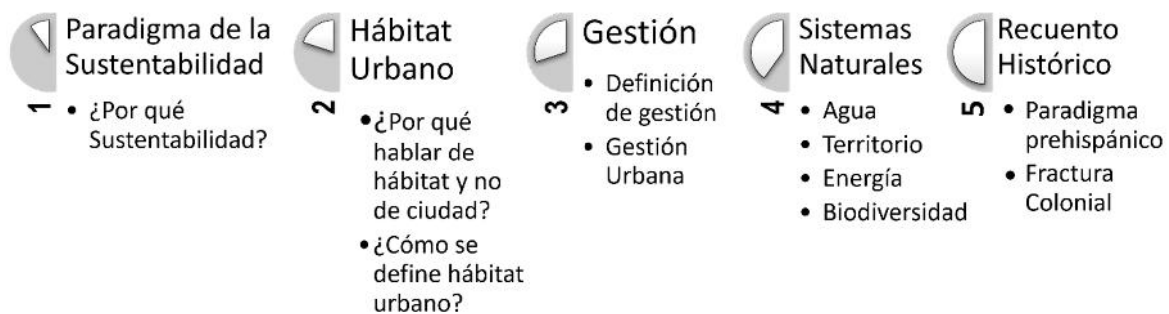 1
Paradigma de la
Sustentabilidad
• ¿Por qué
Sustentabilidad?
2
Hábitat
Urbano
• ¿Por qué
hablar de
hábitat y no
de ciudad?
• ¿Cómo se
define hábitat
urbano?
3
Gestión
• Definición
de gestión
• Gestión
Urbana
4
Sistemas
Naturales
• Agua
• Territorio
• Energía
• Biodiversidad
5
Recuento
Histórico
• Paradigma
prehispánico
• Fractura
Colonial